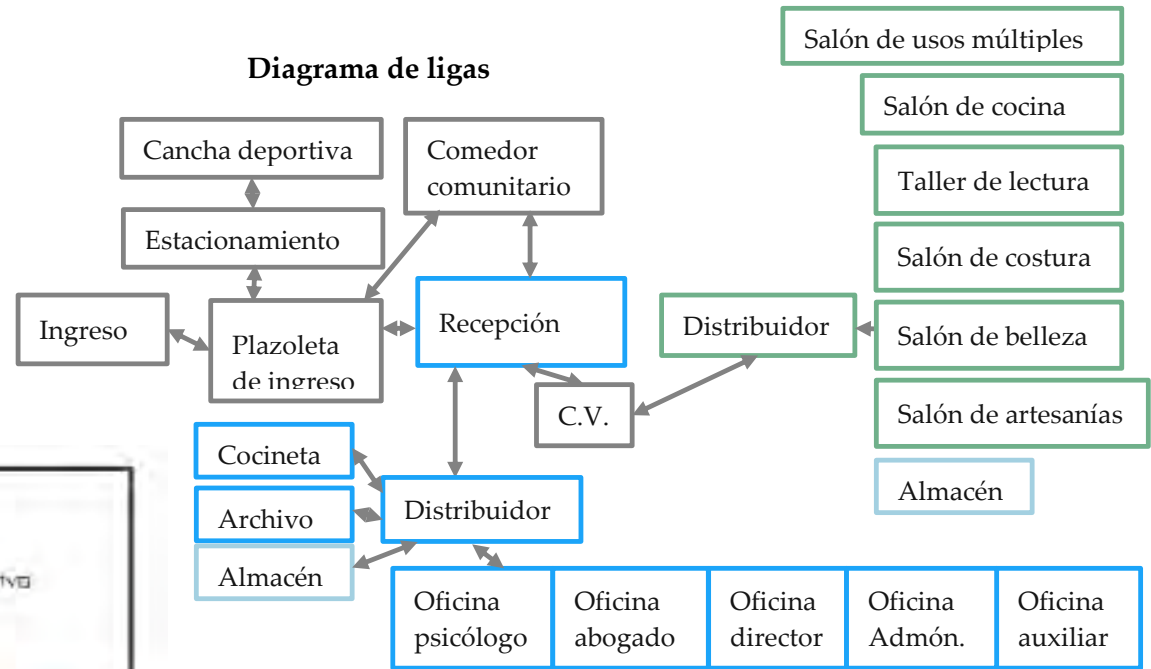 Diagrama de ligas
Salón de usos múltiples
Salón de cocina
Cancha deportiva
Comedor
comunitario
Taller de lectura
Estacionamiento
Salón de costura
Ingreso
Plazoleta
de ingreso
Recepción
Distribuidor
Salón de belleza
C.V.
Salón de artesanías
Cocineta
Almacén
Archivo
Distribuidor
Almacén
Oficina
psicólogo
Oficina
abogado
Oficina
director
Oficina
Admón.
Oficina
auxiliar